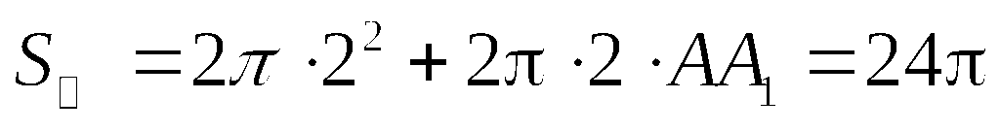 S▯ =2π ·2² + 2π ·2 ·AA₁ =24π